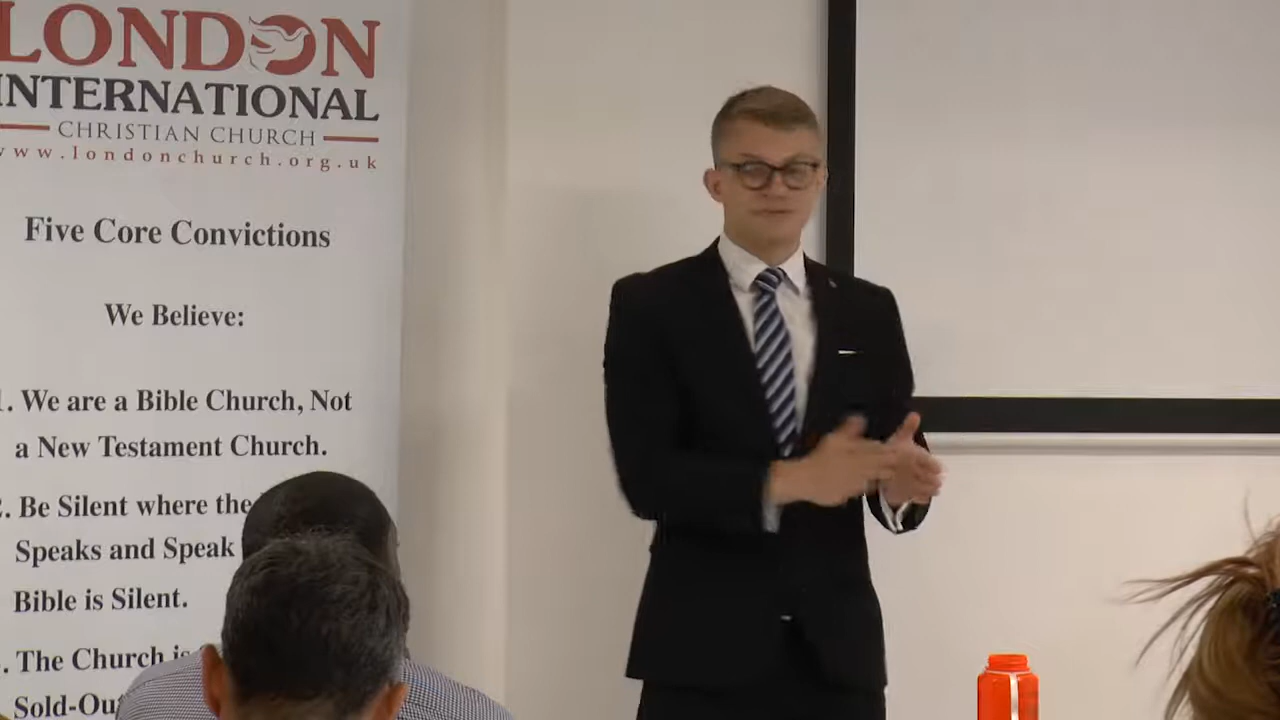 LONDON
INTERNATIONAL
CHRISTIAN CHURCH
www.londonchurch.org.uk
Five Core Convictions
We Believe:
1. We are a Bible Church, Not
a New Testament Church.
2. Be Silent where the
Speaks and Speak
Bible is Silent.
. The Church is
Sold-Out